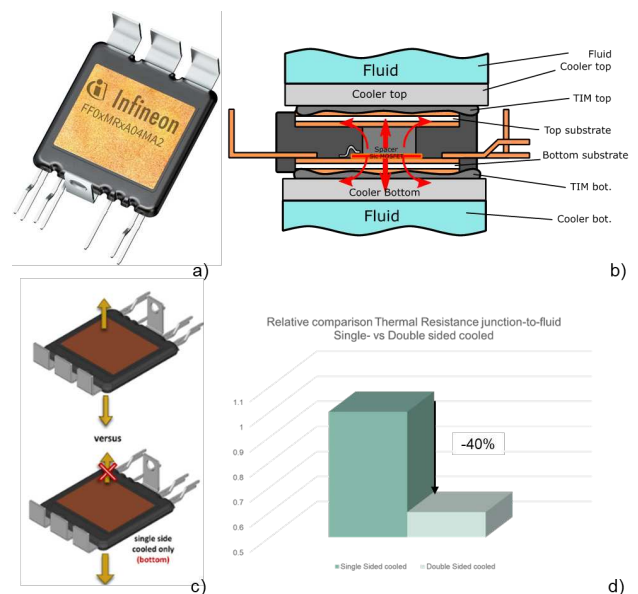 a)
Infineon
FF0xMRxA04MA2
b)
Fluid
Cooler top
TIM top
Top substrate
Spacer
SiC MOSFET
Bottom substrate
TIM bot.
Cooler Bottom
Fluid
Cooler bot.
Fluid
Cooler top
c)
versus
single side
cooled only
(bottom)
d)
Relative comparison Thermal Resistance junction-to-fluid
Single- vs Double sided cooled
1.1
1
0.9
0.8
0.7
0.6
0.5
-40%
Single Sided cooled
Double Sided cooled